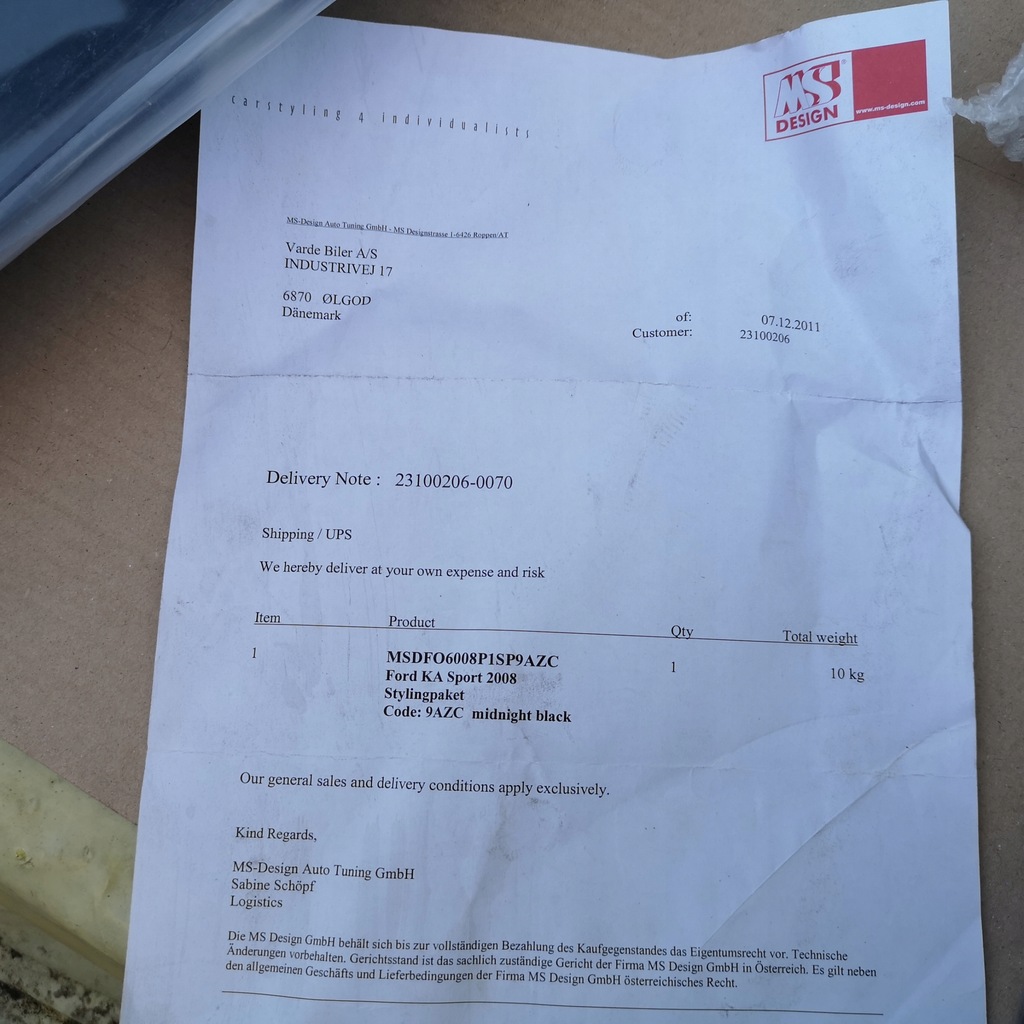 carstyling 4 individualists
MS
DESIGN
www.ms-design.com
MS-Design Auto Tuning GmbH - MS Designstrasse 1-6426 Roppen/AT
Varde Biler A/S
INDUSTRIVEJ 17
6870 ØLGOD
Dänemark
of: 07.12.2011
Customer: 23100206
Delivery Note : 23100206-0070
Shipping / UPS
We hereby deliver at your own expense and risk
Item Product Qty Total weight
1 MSDFO6008P1SP9AZC 1 10 kg
Ford KA Sport 2008
Stylingpaket
Code: 9AZC midnight black
Our general sales and delivery conditions apply exclusively.
Kind Regards,
MS-Design Auto Tuning GmbH
Sabine Schöpf
Logistics
Die MS Design GmbH behält sich bis zur vollständigen Bezahlung des Kaufgegenstandes das Eigentumsrecht vor. Technische
Änderungen vorbehalten. Gerichtsstand ist das sachlich zuständige Gericht der Firma MS Design GmbH in Österreich. Es gilt neben
den allgemeinen Geschäfts und Lieferbedingungen der Firma MS Design GmbH österreichisches Recht.